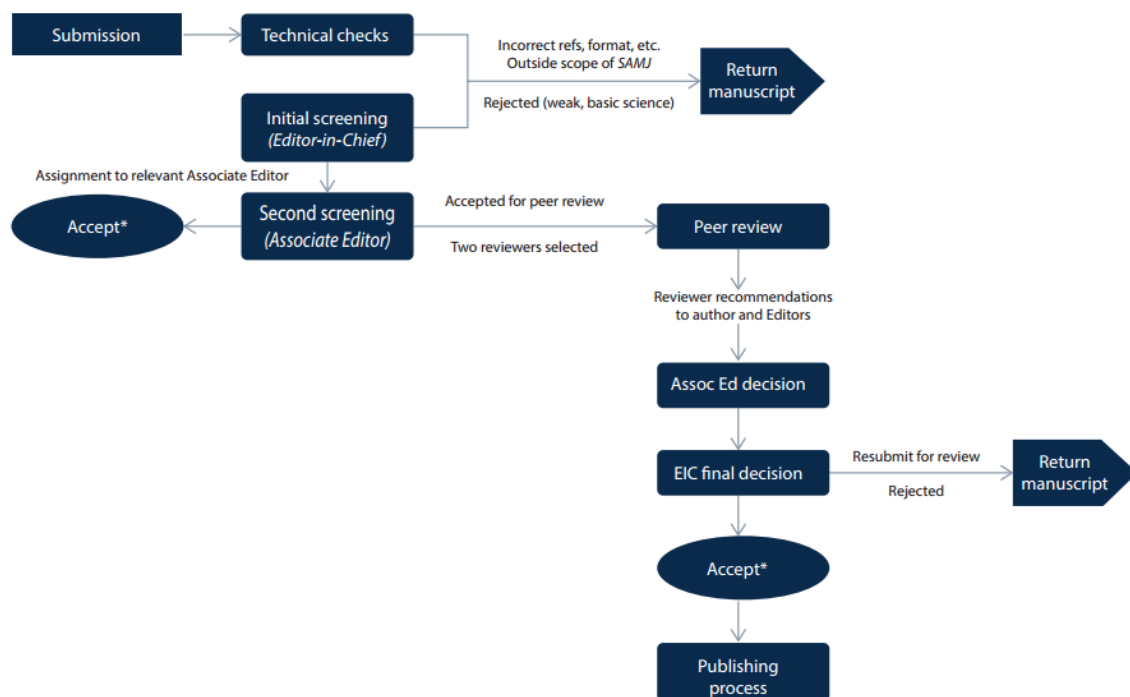 Submission
Technical checks
Incorrect refs, format, etc.
Outside scope of SAMJ
Return
manuscript
Rejected (weak, basic science)
Initial screening
(Editor-in-Chief)
Assignment to relevant Associate Editor
Accept*
Second screening
(Associate Editor)
Accepted for peer review
Two reviewers selected
Peer review
Reviewer recommendations
to author and Editors
Assoc Ed decision
EIC final decision
Resubmit for review
Rejected
Return
manuscript
Accept*
Publishing
process